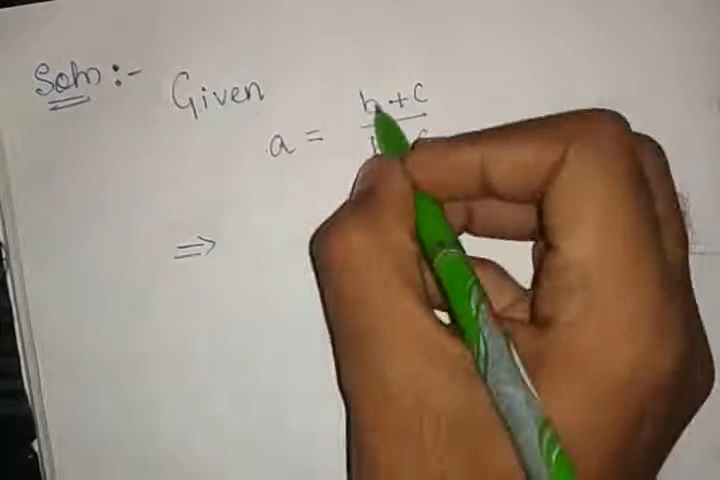 Soln :- Given
a = b + c
⇒